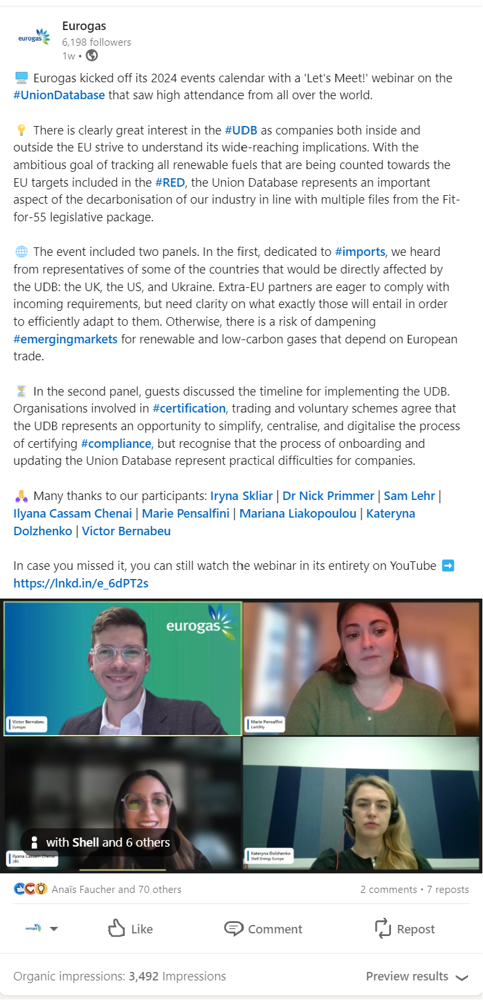 eurogas
Eurogas
6,198 followers
1w •
Eurogas kicked off its 2024 events calendar with a 'Let's Meet!' webinar on the
#UnionDatabase that saw high attendance from all over the world.
There is clearly great interest in the #UDB as companies both inside and
outside the EU strive to understand its wide-reaching implications. With the
ambitious goal of tracking all renewable fuels that are being counted towards the
EU targets included in the #RED, the Union Database represents an important
aspect of the decarbonisation of our industry in line with multiple files from the Fit-
for-55 legislative package.
The event included two panels. In the first, dedicated to #imports, we heard
from representatives of some of the countries that would be directly affected by
the UDB: the UK, the US, and Ukraine. Extra-EU partners are eager to comply with
incoming requirements, but need clarity on what exactly those will entail in order
to efficiently adapt to them. Otherwise, there is a risk of dampening
#emergingmarkets for renewable and low-carbon gases that depend on European
trade.
In the second panel, guests discussed the timeline for implementing the UDB.
Organisations involved in #certification, trading and voluntary schemes agree that
the UDB represents an opportunity to simplify, centralise, and digitalise the process
of certifying #compliance, but recognise that the process of onboarding and
updating the Union Database represent practical difficulties for companies.
Many thanks to our participants: Iryna Skliar | Dr Nick Primmer | Sam Lehr |
Ilyana Cassam Chenai | Marie Pensalfini | Mariana Liakopoulou | Kateryna
Dolzhenko | Victor Bernabeu
In case you missed it, you can still watch the webinar in its entirety on YouTube
https://lnkd.in/e_6dPT2s
eurogas
Victor Bernabeu
Eurogas
Marie Pensalfini
CertifHy
with Shell and 6 others
Ilyana Cassam Chenai
2BS
Kateryna Dolzhenko
Shell Energy Europe
Anaïs Faucher and 70 others
2 comments • 7 reposts
eurogas
Like
Comment
Repost
Organic impressions: 3,492 Impressions
Preview results